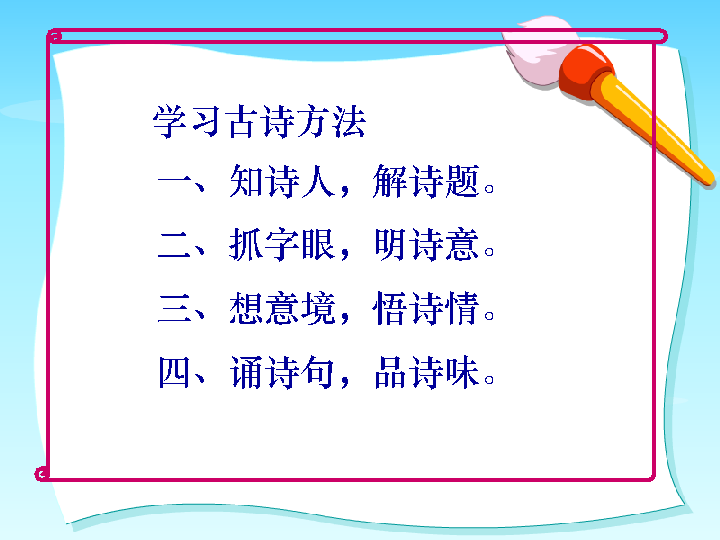 学习古诗方法
一、知诗人，解诗题。
二、抓字眼，明诗意。
三、想意境，悟诗情。
四、诵诗句，品诗味。